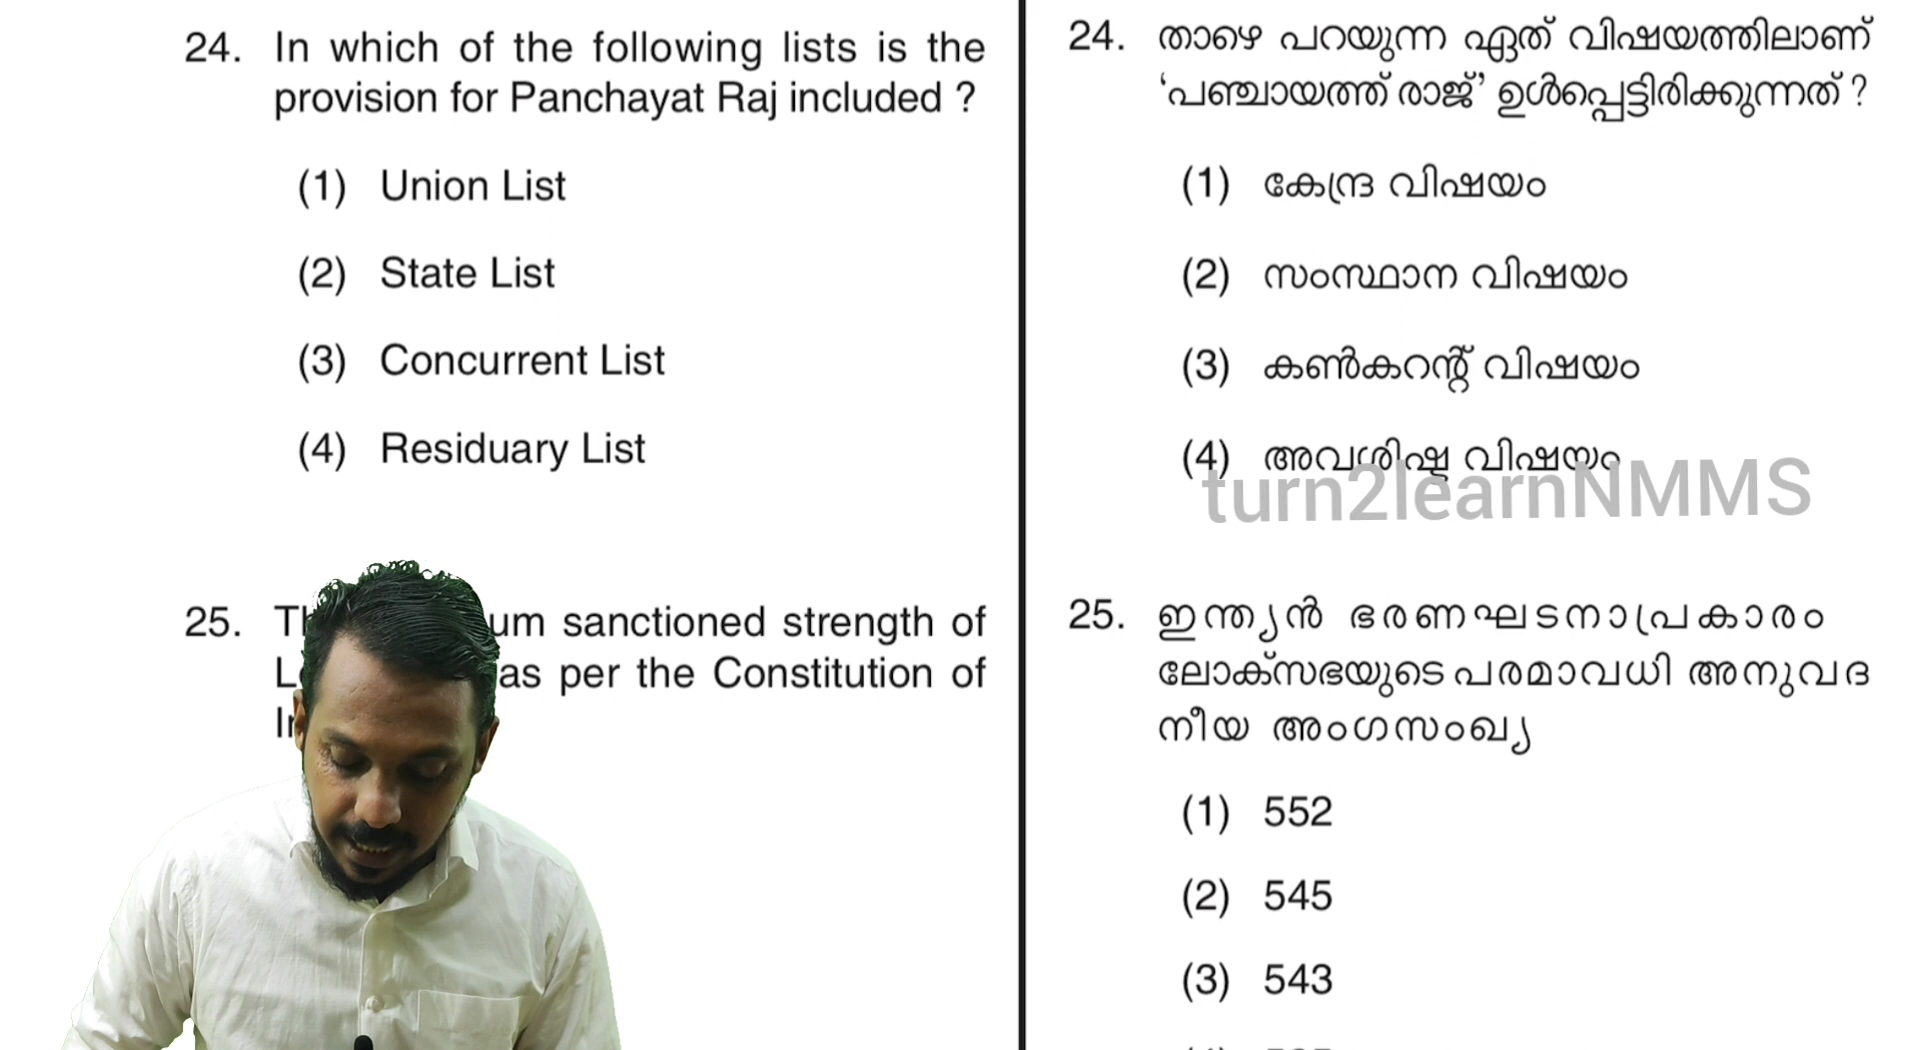 24. In which of the following lists is the
provision for Panchayat Raj included ?
(1) Union List
(2) State List
(3) Concurrent List
(4) Residuary List
25. sanctioned strength of
as per the Constitution of
24. താഴെ പറയുന്ന ഏത് വിഷയത്തിലാണ്
‘പഞ്ചായത്ത് രാജ്’ ഉൾപ്പെട്ടിരിക്കുന്നത് ?
(1) കേന്ദ്ര വിഷയം
(2) സംസ്ഥാന വിഷയം
(3) കൺകറന്റ് വിഷയം
(4) അവശിഷ്ട വിഷയം
turn2learnNMMS
25. ഇന്ത്യൻ ഭരണഘടനാപ്രകാരം
ലോക്സഭയുടെ പരമാവധി അനുവദ
നീയ അംഗസംഖ്യ
(1) 552
(2) 545
(3) 543